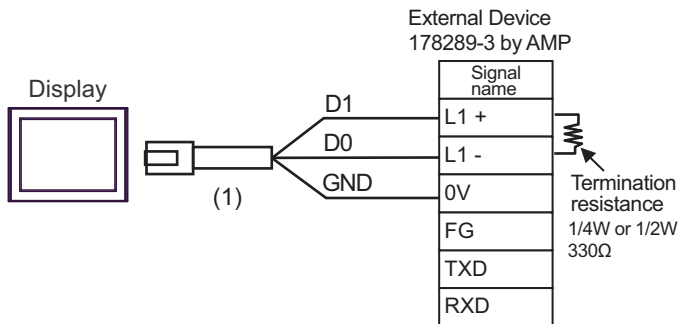 External Device
178289-3 by AMP
Signal
name
Display
D1
L1 +
D0
L1 -
GND
0V
(1)
Termination
resistance
1/4W or 1/2W
330Ω
FG
TXD
RXD